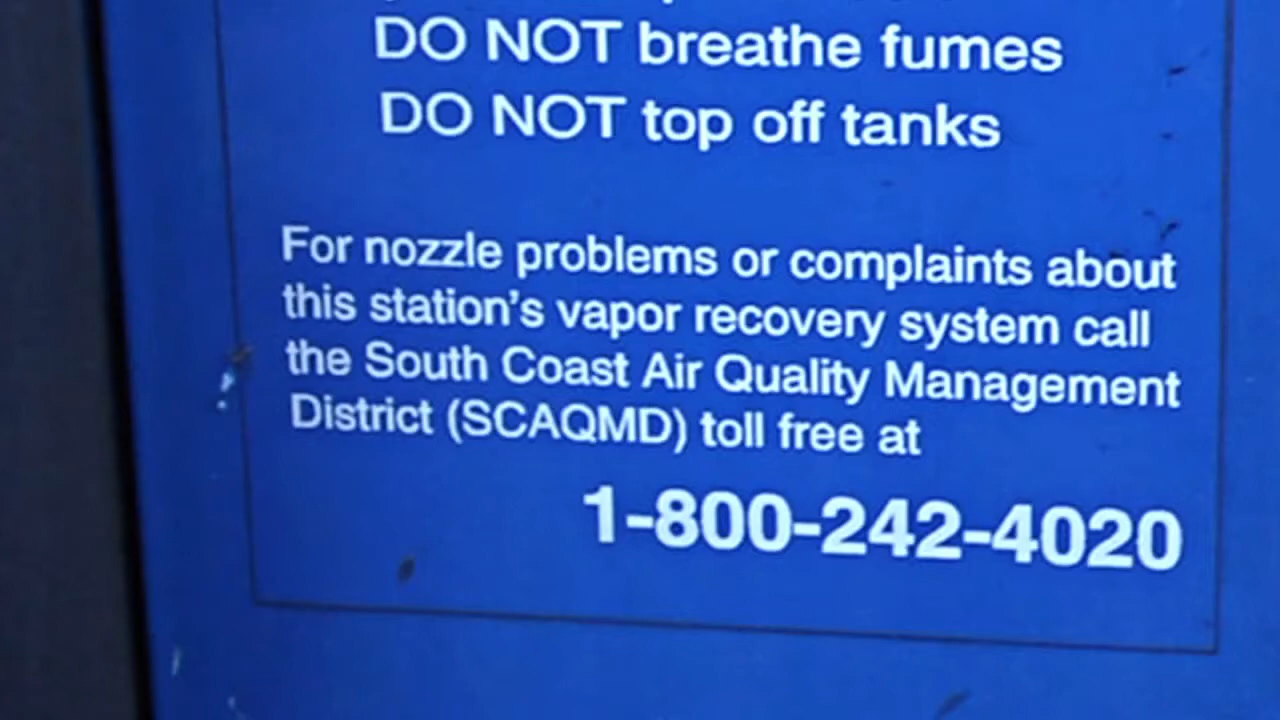 DO NOT breathe fumes
DO NOT top off tanks
For nozzle problems or complaints about
this station's vapor recovery system call
the South Coast Air Quality Management
District (SCAQMD) toll free at
1-800-242-4020